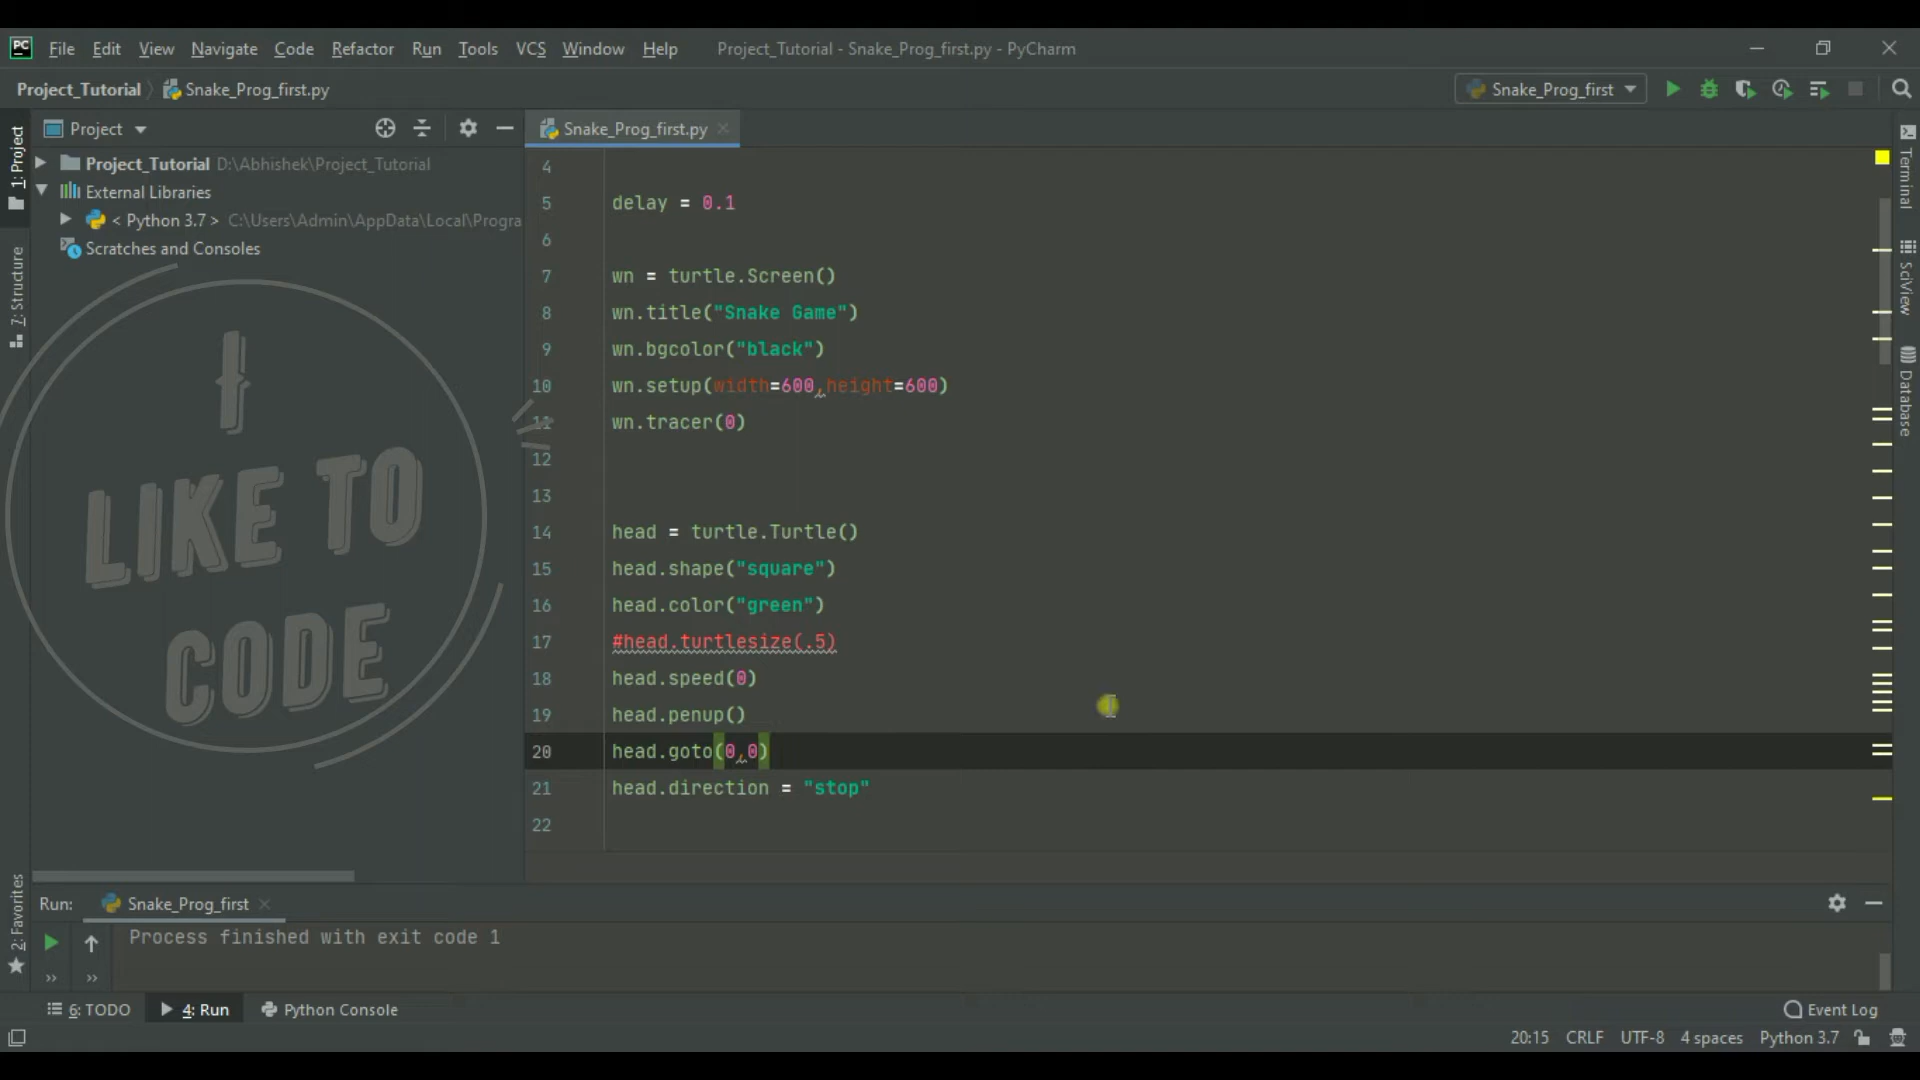 PC File Edit View Navigate Code Refactor Run Tools VCS Window Help Project_Tutorial - Snake_Prog_first.py - PyCharm
Project_Tutorial Snake_Prog_first.py Snake_Prog_first
1: Project
7: Structure
2: Favorites
Project
Project_Tutorial D:\Abhishek\Project_Tutorial
External Libraries
< Python 3.7 > C:\Users\Admin\AppData\Local\Progra
Scratches and Consoles
I
LIKE TO
CODE
Snake_Prog_first.py
4
5 delay = 0.1
6
7 wn = turtle.Screen()
8 wn.title("Snake Game")
9 wn.bgcolor("black")
10 wn.setup(width=600,height=600)
11 wn.tracer(0)
12
13
14 head = turtle.Turtle()
15 head.shape("square")
16 head.color("green")
17 #head.turtlesize(.5)
18 head.speed(0)
19 head.penup()
20 head.goto(0,0)
21 head.direction = "stop"
22
Terminal
SciView
Database
Run: Snake_Prog_first
Process finished with exit code 1
6: TODO 4: Run Python Console Event Log
20:15 CRLF UTF-8 4 spaces Python 3.7